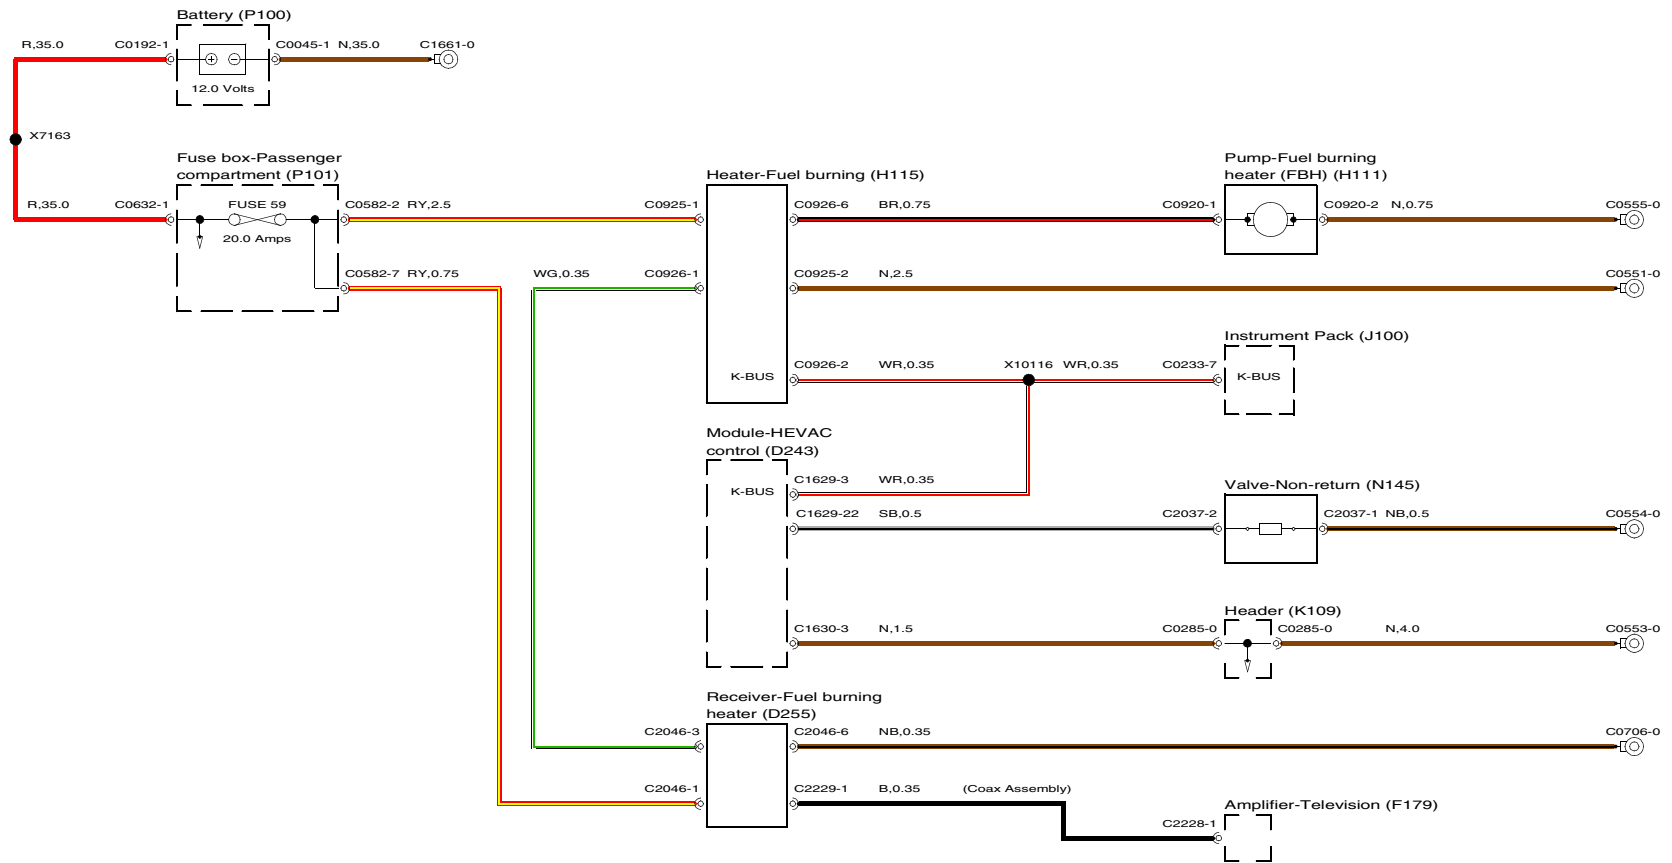 Battery (P100)
R,35.0 C0192-1 C0045-1 N,35.0 C1661-0
12.0 Volts
X7163
Fuse box-Passenger
compartment (P101)
R,35.0 C0632-1 FUSE 59 C0582-2 RY,2.5
20.0 Amps
C0582-7 RY,0.75
Heater-Fuel burning (H115)
C0925-1 C0926-6 BR,0.75
WG,0.35 C0926-1 C0925-2 N,2.5 C0551-0
Pump-Fuel burning
heater (FBH) (H111)
C0920-1 C0920-2 N,0.75 C0555-0
K-BUS C0926-2 WR,0.35 X10116 WR,0.35 C0233-7
Instrument Pack (J100)
K-BUS
Module-HEVAC
control (D243)
K-BUS C1629-3 WR,0.35
C1629-22 SB,0.5 C2037-2
Valve-Non-return (N145)
C2037-1 NB,0.5 C0554-0
C1630-3 N,1.5 C0285-0
Header (K109)
C0285-0 N,4.0 C0553-0
Receiver-Fuel burning
heater (D255)
C2046-3 C2046-6 NB,0.35 C0706-0
C2046-1 C2229-1 B,0.35 (Coax Assembly)
Amplifier-Television (F179)
C2228-1